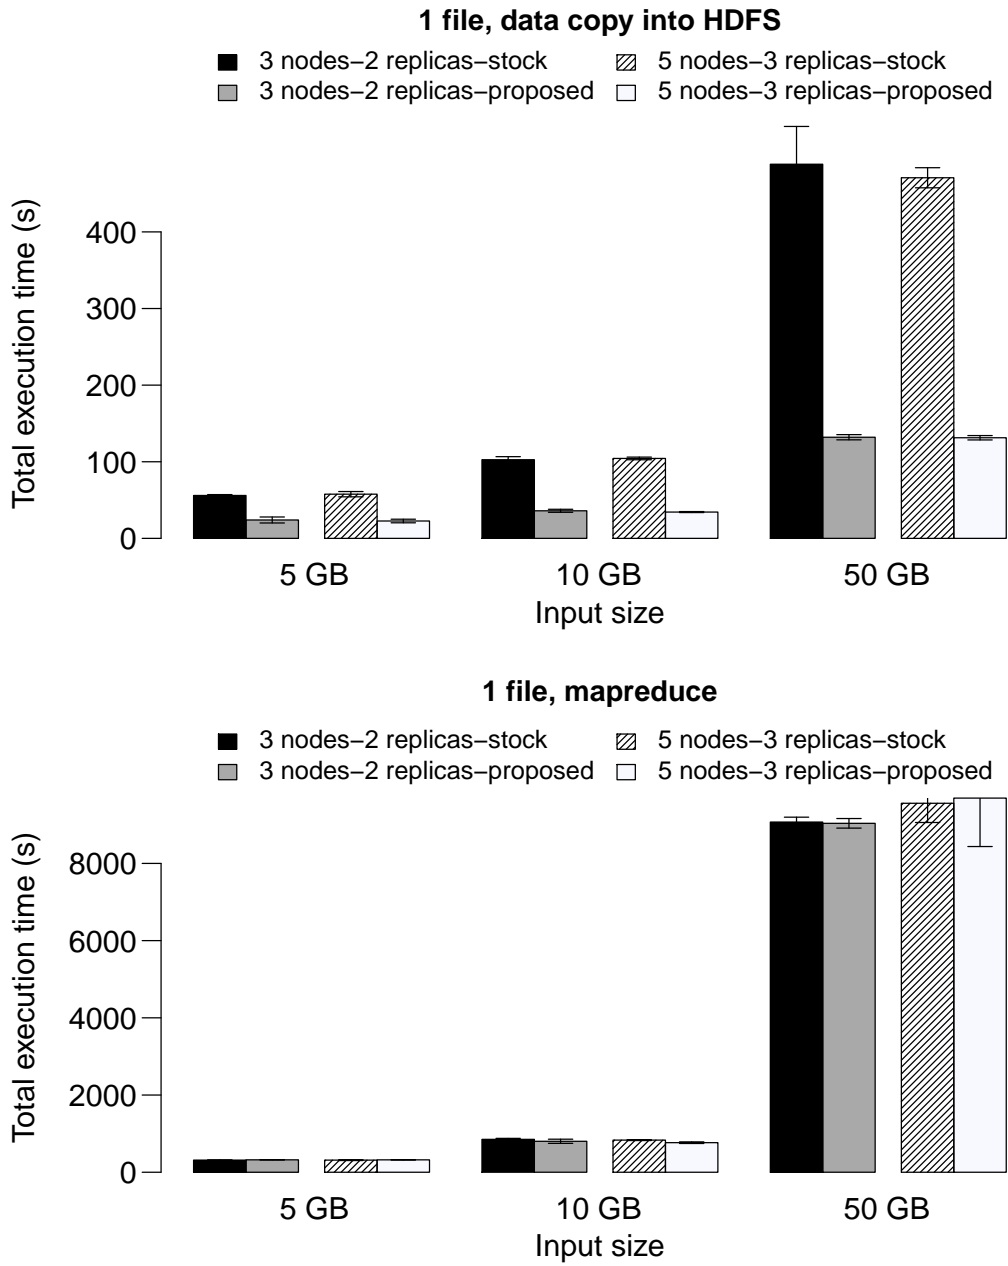 1 file, data copy into HDFS
3 nodes−2 replicas−stock
5 nodes−3 replicas−stock
3 nodes−2 replicas−proposed
5 nodes−3 replicas−proposed
Total execution time (s)
400
300
200
100
0
5 GB
10 GB
50 GB
Input size
1 file, mapreduce
3 nodes−2 replicas−stock
5 nodes−3 replicas−stock
3 nodes−2 replicas−proposed
5 nodes−3 replicas−proposed
Total execution time (s)
8000
6000
4000
2000
0
5 GB
10 GB
50 GB
Input size